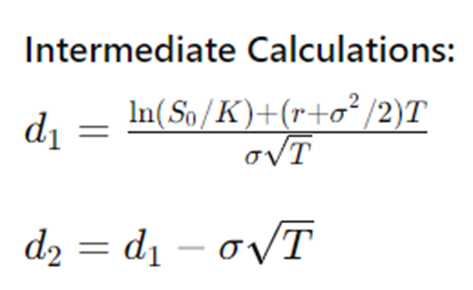 Intermediate Calculations:
d₁ = ln(S₀/K)+(r+σ²/2)T / σ√T
d₂ = d₁ − σ√T